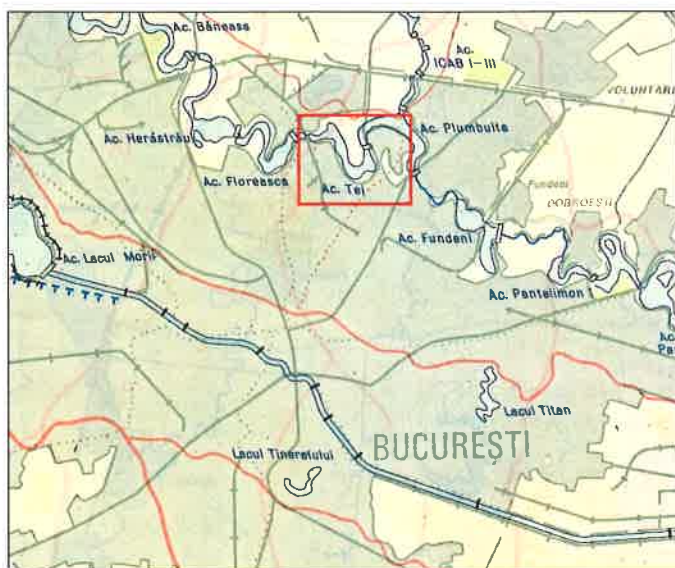 Ac. Băneasa
Ac.
ICAB I-III
VOLUNTARI
Ac. Herăstrău
Ac. Plumbuita
Ac. Floreasca
Ac. Tei
Fundeni
DOBROEȘTI
Ac. Fundeni
Ac. Lacul Morii
Ac. Pantelimon
Ac.
Pa
Lacul Titan
Lacul Tineretului
BUCUREȘTI